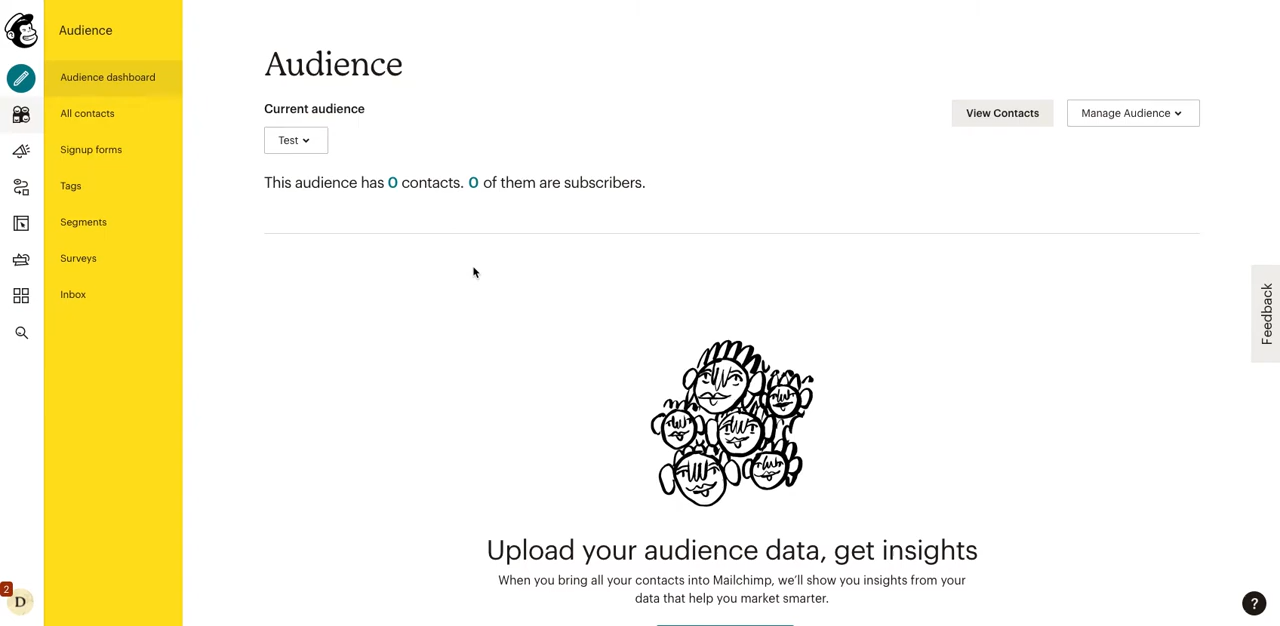 Audience
Audience dashboard
All contacts
Signup forms
Tags
Segments
Surveys
Inbox
2
D
Audience
Current audience
Test
View Contacts
Manage Audience
This audience has 0 contacts. 0 of them are subscribers.
Upload your audience data, get insights
When you bring all your contacts into Mailchimp, we'll show you insights from your
data that help you market smarter.
Feedback
?